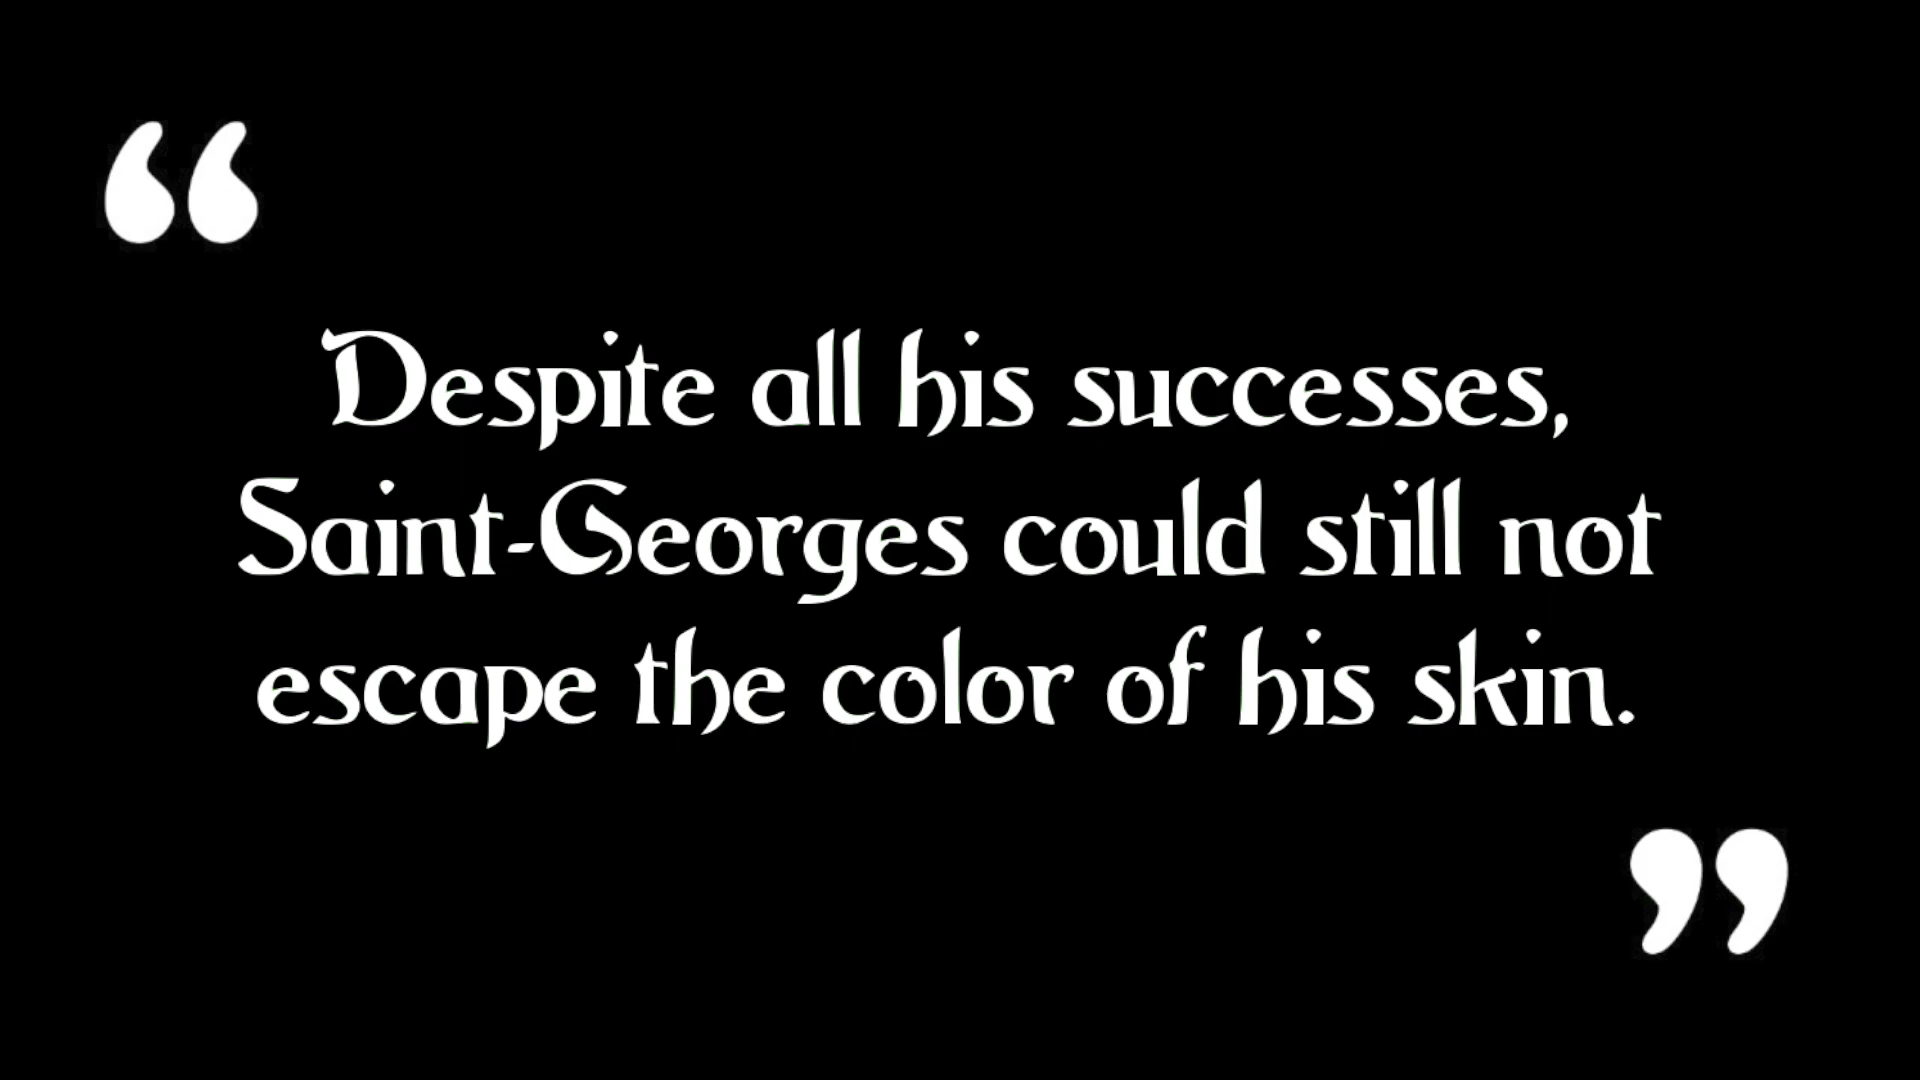 “
Despite all his successes,
Saint-Georges could still not
escape the color of his skin.
”